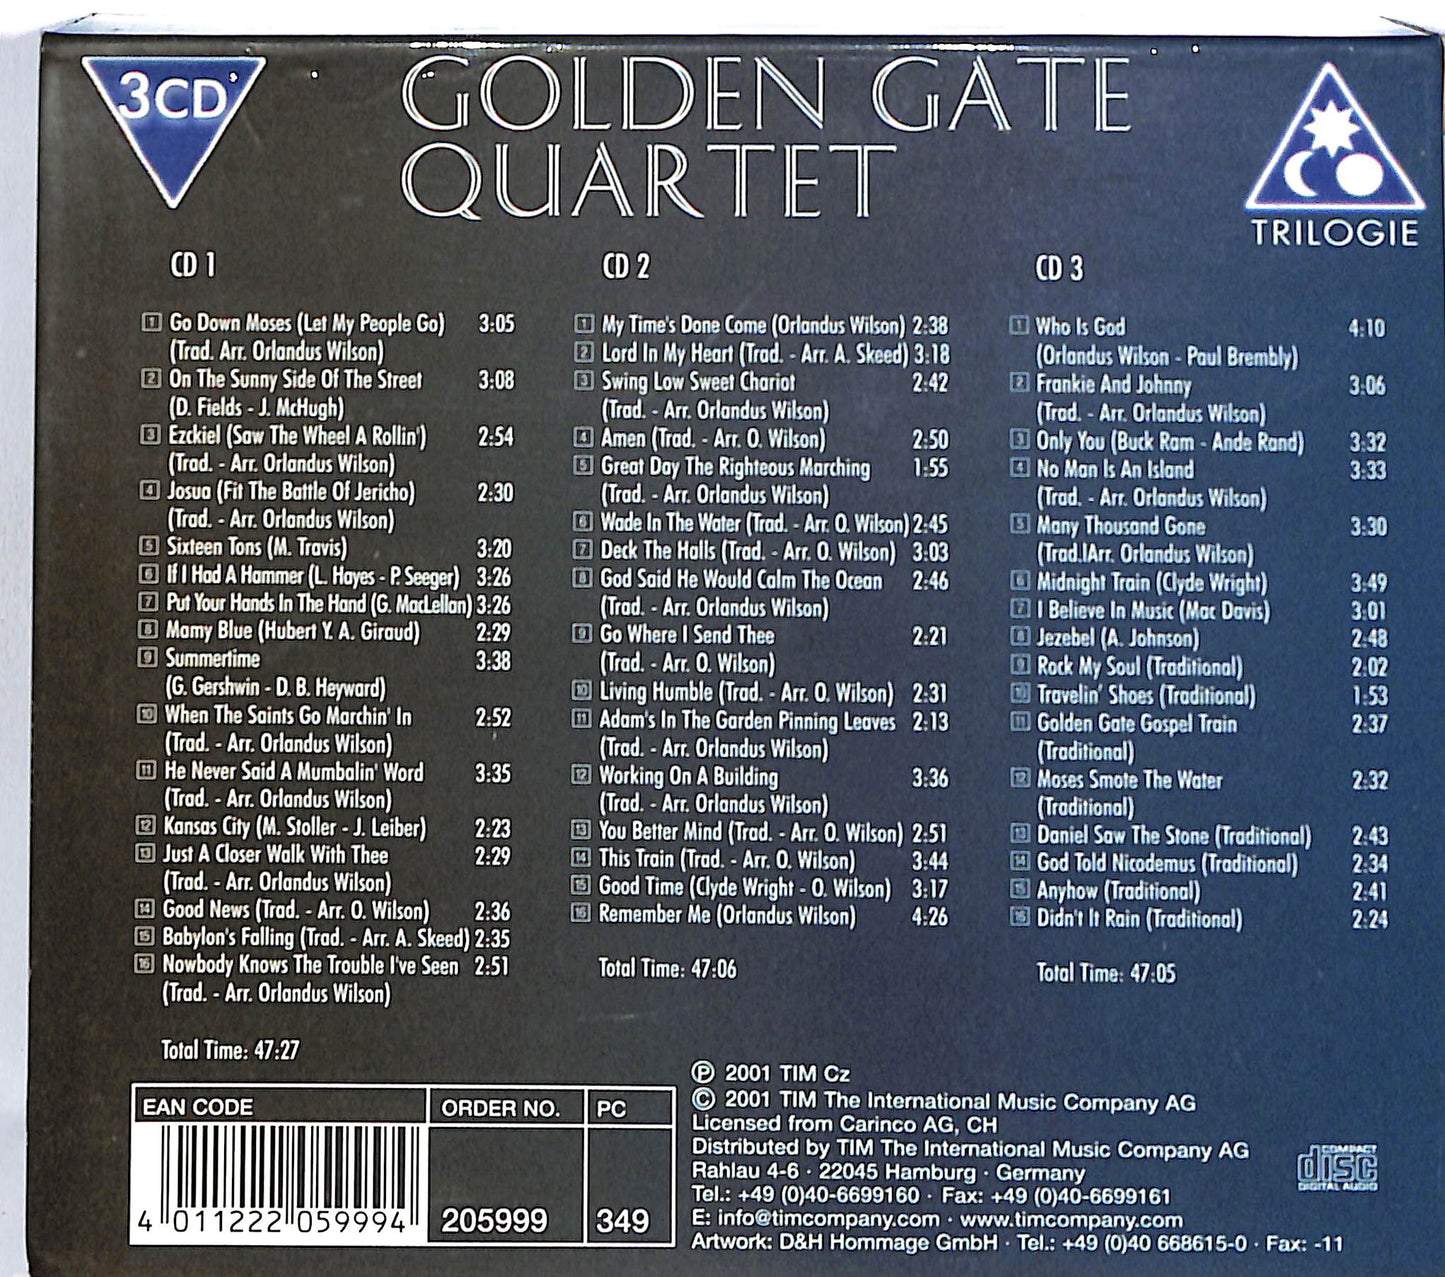 3CD's
GOLDEN GATE
QUARTET
TRILOGIE
CD 1
1 Go Down Moses (Let My People Go) 3:05
(Trad. Arr. Orlandus Wilson)
2 On The Sunny Side Of The Street 3:08
(D. Fields - J. McHugh)
3 Ezckiel (Saw The Wheel A Rollin') 2:54
(Trad. - Arr. Orlandus Wilson)
4 Josua (Fit The Battle Of Jericho) 2:30
(Trad. - Arr. Orlandus Wilson)
5 Sixteen Tons (M. Travis) 3:20
6 If I Had A Hammer (L. Hayes - P. Seeger) 3:26
7 Put Your Hands In The Hand (G. MacLellan) 3:26
8 Mamy Blue (Hubert Y. A. Giraud) 2:29
9 Summertime 3:38
(G. Gershwin - D. B. Heyward)
10 When The Saints Go Marchin' In 2:52
(Trad. - Arr. Orlandus Wilson)
11 He Never Said A Mumbalin' Word 3:35
(Trad. - Arr. Orlandus Wilson)
12 Kansas City (M. Stoller - J. Leiber) 2:23
13 Just A Closer Walk With Thee 2:29
(Trad. - Arr. Orlandus Wilson)
14 Good News (Trad. - Arr. O. Wilson) 2:36
15 Babylon's Falling (Trad. - Arr. A. Skeed) 2:35
16 Nowbody Knows The Trouble I've Seen 2:51
(Trad. - Arr. Orlandus Wilson)
Total Time: 47:27
CD 2
1 My Time's Done Come (Orlandus Wilson) 2:38
2 Lord In My Heart (Trad. - Arr. A. Skeed) 3:18
3 Swing Low Sweet Chariot 2:42
(Trad. - Arr. Orlandus Wilson)
4 Amen (Trad. - Arr. O. Wilson) 2:50
5 Great Day The Righteous Marching 1:55
(Trad. - Arr. Orlandus Wilson)
6 Wade In The Water (Trad. - Arr. O. Wilson) 2:45
7 Deck The Halls (Trad. - Arr. O. Wilson) 3:03
8 God Said He Would Calm The Ocean 2:46
(Trad. - Arr. Orlandus Wilson)
9 Go Where I Send Thee 2:21
(Trad. - Arr. O. Wilson)
10 Living Humble (Trad. - Arr. O. Wilson) 2:31
11 Adam's In The Garden Pinning Leaves 2:13
(Trad. - Arr. Orlandus Wilson)
12 Working On A Building 3:36
(Trad. - Arr. Orlandus Wilson)
13 You Better Mind (Trad. - Arr. O. Wilson) 2:51
14 This Train (Trad. - Arr. O. Wilson) 3:44
15 Good Time (Clyde Wright - O. Wilson) 3:17
16 Remember Me (Orlandus Wilson) 4:26
Total Time: 47:06
CD 3
1 Who Is God 4:10
(Orlandus Wilson - Paul Brembly)
2 Frankie And Johnny 3:06
(Trad. - Arr. Orlandus Wilson)
3 Only You (Buck Ram - Ande Rand) 3:32
4 No Man Is An Island 3:33
(Trad. - Arr. Orlandus Wilson)
5 Many Thousand Gone 3:30
(Trad.lArr. Orlandus Wilson)
6 Midnight Train (Clyde Wright) 3:49
7 I Believe In Music (Mac Davis) 3:01
8 Jezebel (A. Johnson) 2:48
9 Rock My Soul (Traditional) 2:02
10 Travelin' Shoes (Traditional) 1:53
11 Golden Gate Gospel Train 2:37
(Traditional)
12 Moses Smote The Water 2:32
(Traditional)
13 Daniel Saw The Stone (Traditional) 2:43
14 God Told Nicodemus (Traditional) 2:34
15 Anyhow (Traditional) 2:41
16 Didn't It Rain (Traditional) 2:24
Total Time: 47:05
EAN CODE ORDER NO. PC
4 011222 059994 205999 349
℗ 2001 TIM Cz
© 2001 TIM The International Music Company AG
Licensed from Carinco AG, CH
Distributed by TIM The International Music Company AG
Rahlau 4-6 · 22045 Hamburg · Germany
Tel.: +49 (0)40-6699160 · Fax: +49 (0)40-6699161
E: info@timcompany.com · www.timcompany.com
Artwork: D&H Hommage GmbH · Tel.: +49 (0)40 668615-0 · Fax: -11
COMPACT
disc
DIGITAL AUDIO